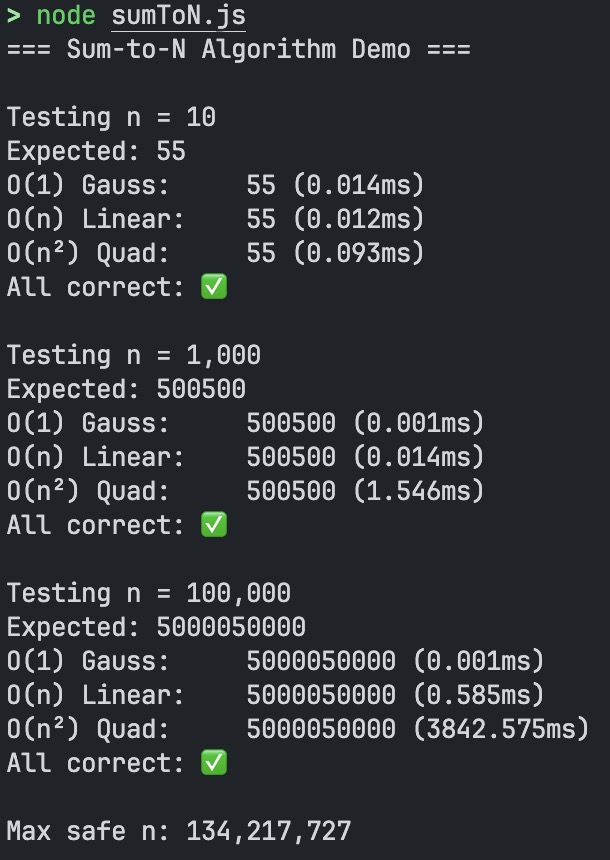 > node sumToN.js
=== Sum-to-N Algorithm Demo ===
Testing n = 10
Expected: 55
O(1) Gauss:     55 (0.014ms)
O(n) Linear:    55 (0.012ms)
O(n²) Quad:     55 (0.093ms)
All correct: ✅
Testing n = 1,000
Expected: 500500
O(1) Gauss:     500500 (0.001ms)
O(n) Linear:    500500 (0.014ms)
O(n²) Quad:     500500 (1.546ms)
All correct: ✅
Testing n = 100,000
Expected: 5000050000
O(1) Gauss:     5000050000 (0.001ms)
O(n) Linear:    5000050000 (0.585ms)
O(n²) Quad:     5000050000 (3842.575ms)
All correct: ✅
Max safe n: 134,217,727